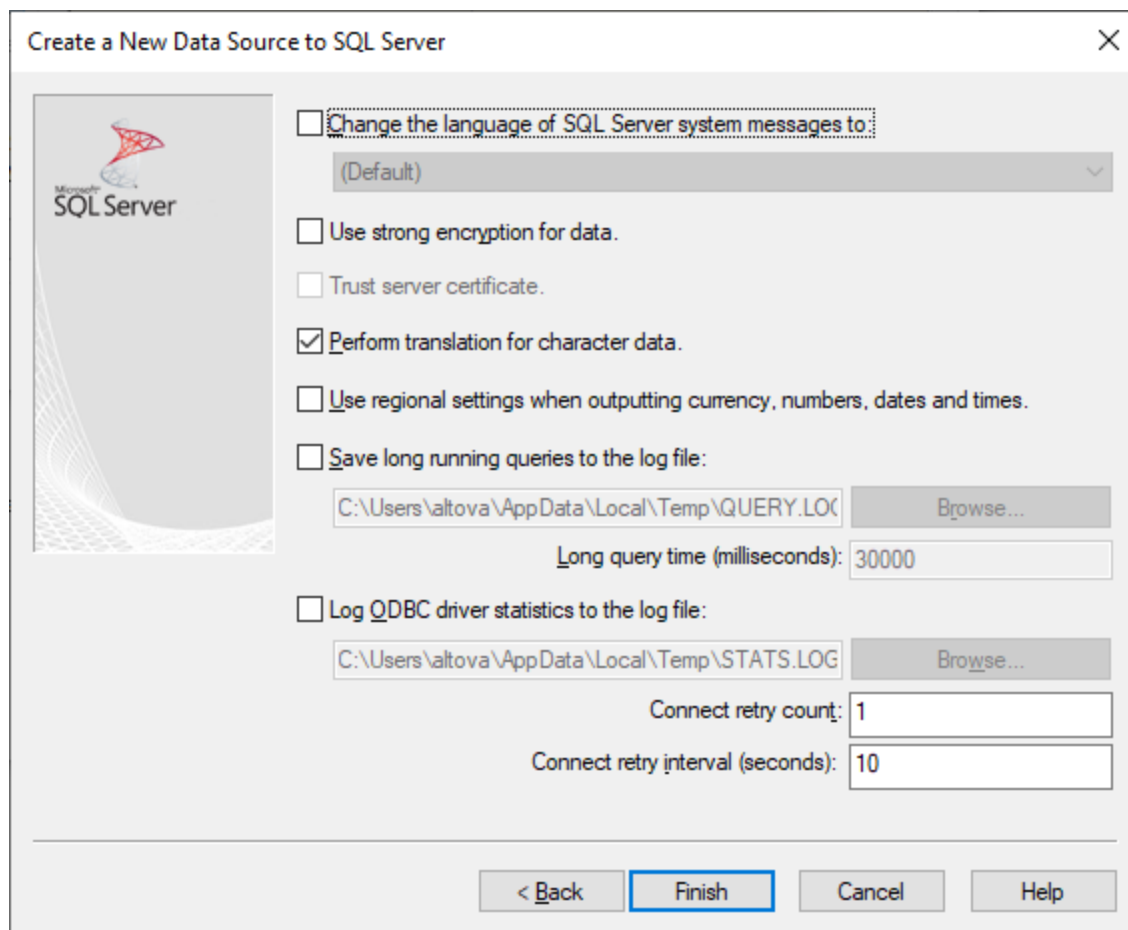 Create a New Data Source to SQL Server
Microsoft®
SQL Server
Change the language of SQL Server system messages to:
(Default)
Use strong encryption for data.
Trust server certificate.
Perform translation for character data.
Use regional settings when outputting currency, numbers, dates and times.
Save long running queries to the log file:
C:\Users\altova\AppData\Local\Temp\QUERY.LOG Browse...
Long query time (milliseconds): 30000
Log ODBC driver statistics to the log file:
C:\Users\altova\AppData\Local\Temp\STATS.LOG Browse...
Connect retry count: 1
Connect retry interval (seconds): 10
< Back Finish Cancel Help